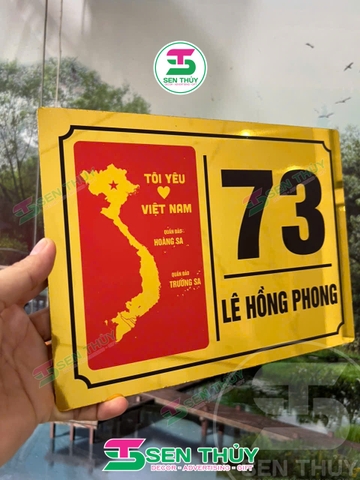 SEN THỦY
TÔI YÊU
VIỆT NAM
QUẦN ĐẢO
HOÀNG SA
QUẦN ĐẢO
TRƯỜNG SA
73
LÊ HỒNG PHONG
SEN THỦY
DECOR - ADVERTISING - GIFT
SEN THỦY